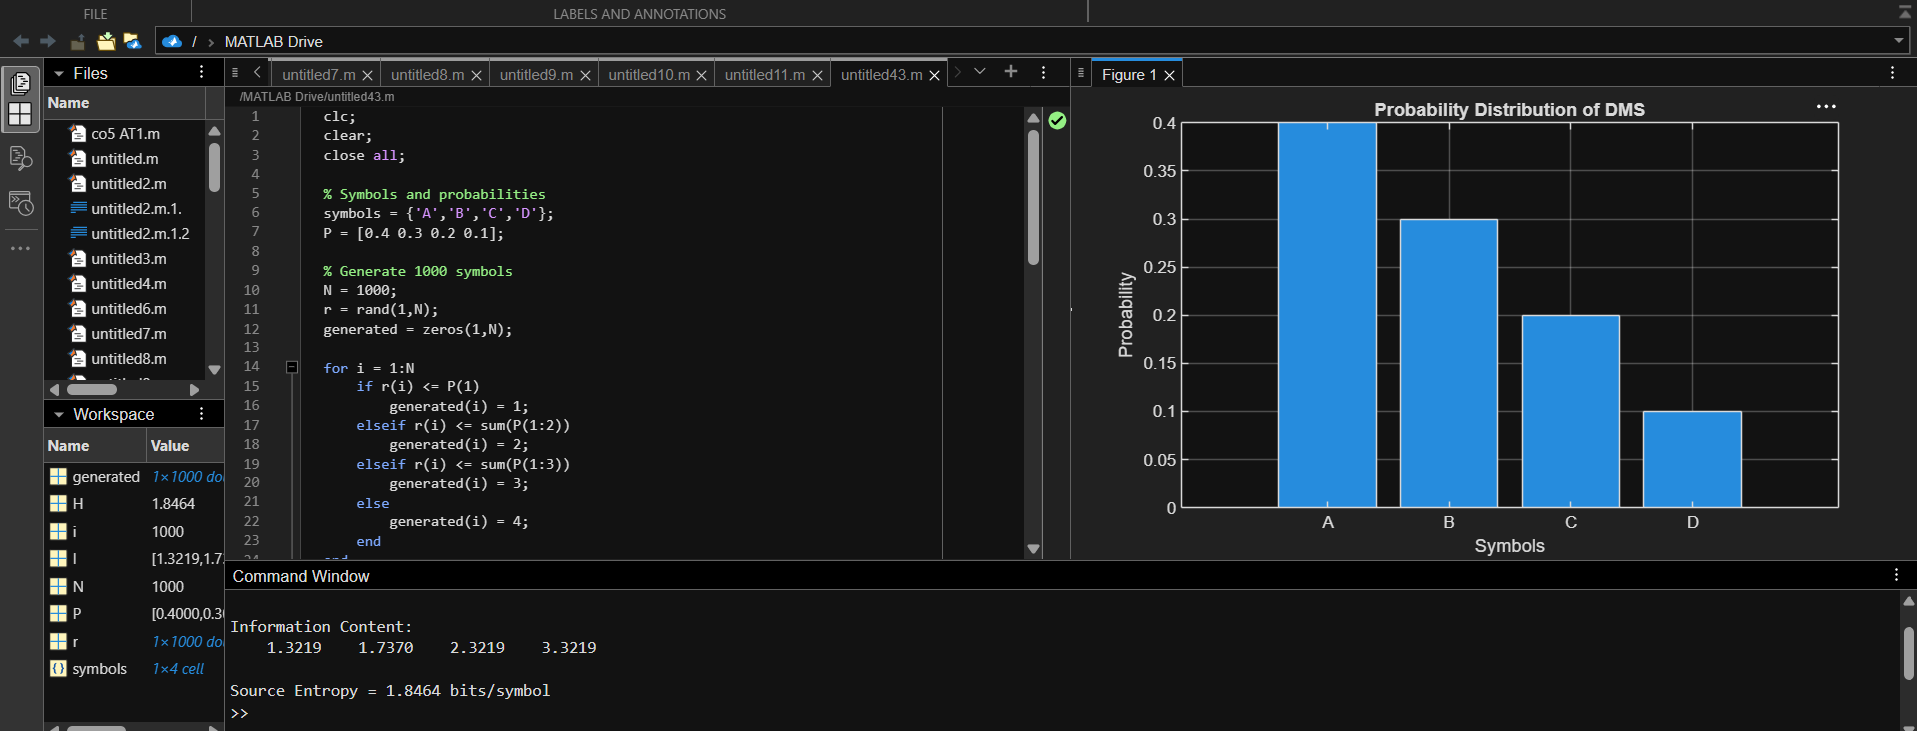 FILE
LABELS AND ANNOTATIONS
/ › MATLAB Drive
Files
Name
co5 AT1.m
untitled.m
untitled2.m
untitled2.m.1.
untitled2.m.1.2
untitled3.m
untitled4.m
untitled6.m
untitled7.m
untitled8.m
Workspace
Name Value
generated 1×1000 do
H 1.8464
i 1000
I [1.3219,1.7
N 1000
P [0.4000,0.3
r 1×1000 do
symbols 1×4 cell
untitled7.m untitled8.m untitled9.m untitled10.m untitled11.m untitled43.m
/MATLAB Drive/untitled43.m
1 clc;
2 clear;
3 close all;
4
5 % Symbols and probabilities
6 symbols = {'A','B','C','D'};
7 P = [0.4 0.3 0.2 0.1];
8
9 % Generate 1000 symbols
10 N = 1000;
11 r = rand(1,N);
12 generated = zeros(1,N);
13
14 for i = 1:N
15 if r(i) <= P(1)
16 generated(i) = 1;
17 elseif r(i) <= sum(P(1:2))
18 generated(i) = 2;
19 elseif r(i) <= sum(P(1:3))
20 generated(i) = 3;
21 else
22 generated(i) = 4;
23 end
Figure 1
Probability Distribution of DMS
0.4
0.35
0.3
0.25
0.2
0.15
0.1
0.05
0
Probability
A B C D
Symbols
Command Window
Information Content:
1.3219 1.7370 2.3219 3.3219
Source Entropy = 1.8464 bits/symbol
>>